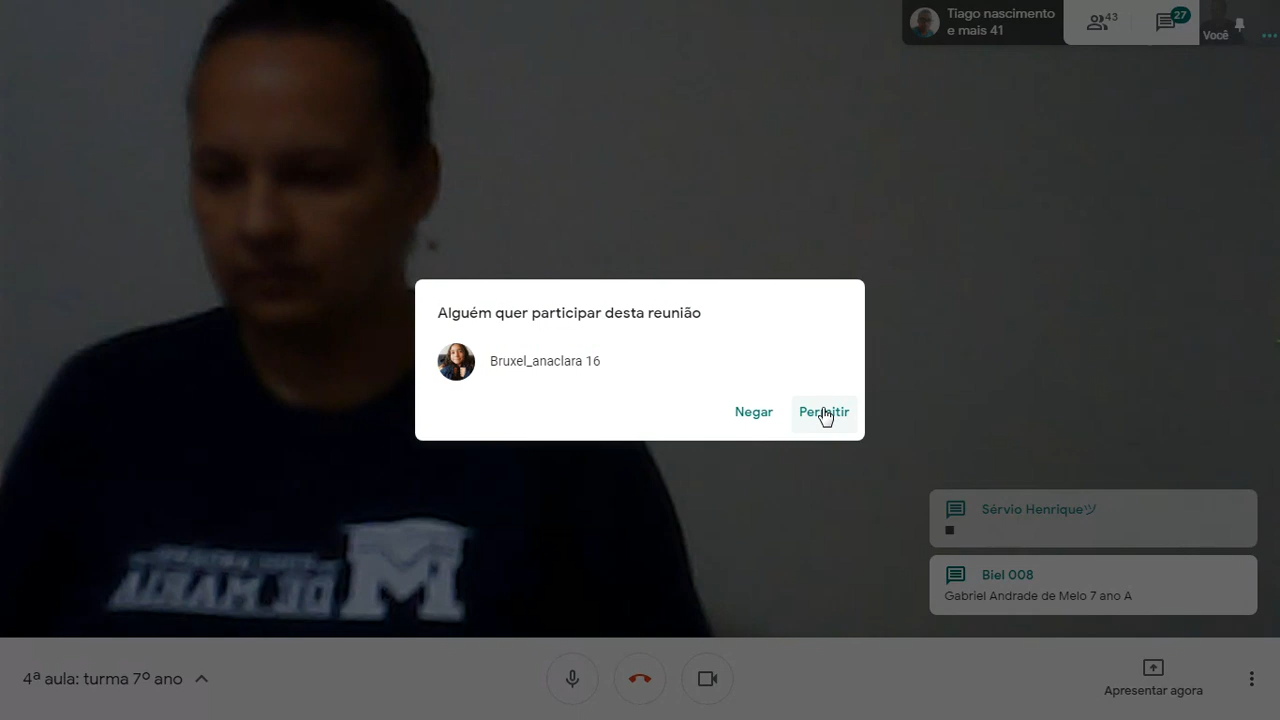 Tiago nascimento
e mais 41
43
27
Você
Alguém quer participar desta reunião
Bruxel_anaclara 16
Negar
Permitir
Sérvio Henriqueツ
■
Biel 008
Gabriel Andrade de Melo 7 ano A
DE MARIA M
4ª aula: turma 7º ano
Apresentar agora